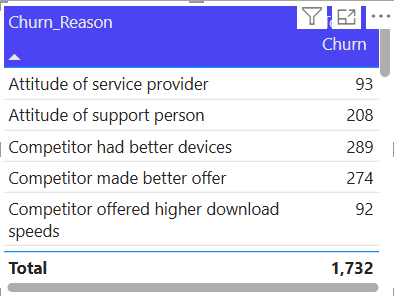 Churn_Reason
Churn
Attitude of service provider 93
Attitude of support person 208
Competitor had better devices 289
Competitor made better offer 274
Competitor offered higher download 92
speeds
Total 1,732